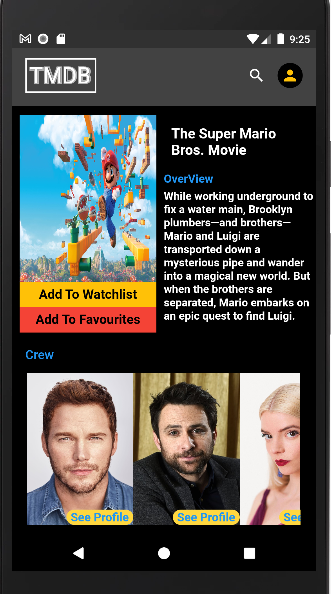 9:25
TMDB
The Super Mario
Bros. Movie
OverView
While working underground to
fix a water main, Brooklyn
plumbers—and brothers—
Mario and Luigi are
transported down a
mysterious pipe and wander
into a magical new world. But
when the brothers are
separated, Mario embarks on
an epic quest to find Luigi.
Add To Watchlist
Add To Favourites
Crew
See Profile
See Profile
See